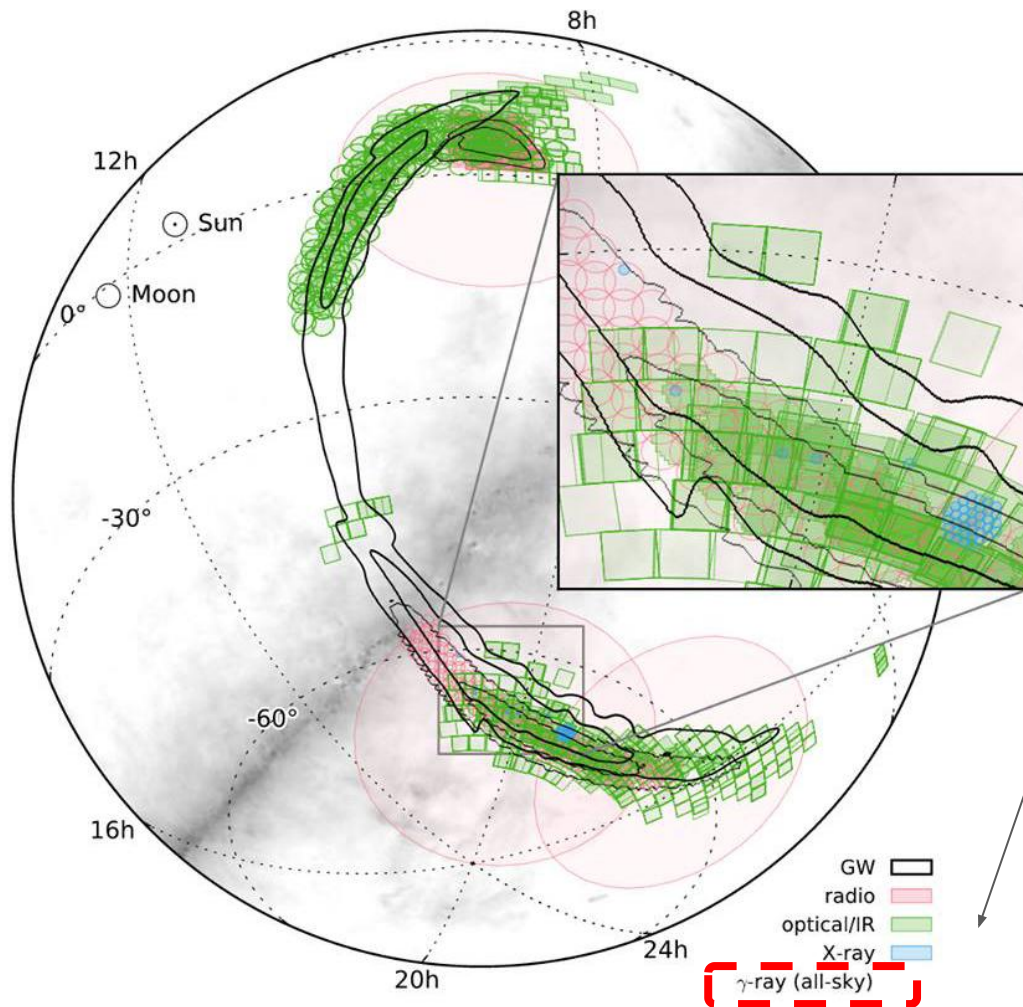 8h
12h
Sun
Moon
0°
-30°
-60°
16h
20h
24h
GW
radio
optical/IR
X-ray
γ-ray (all-sky)